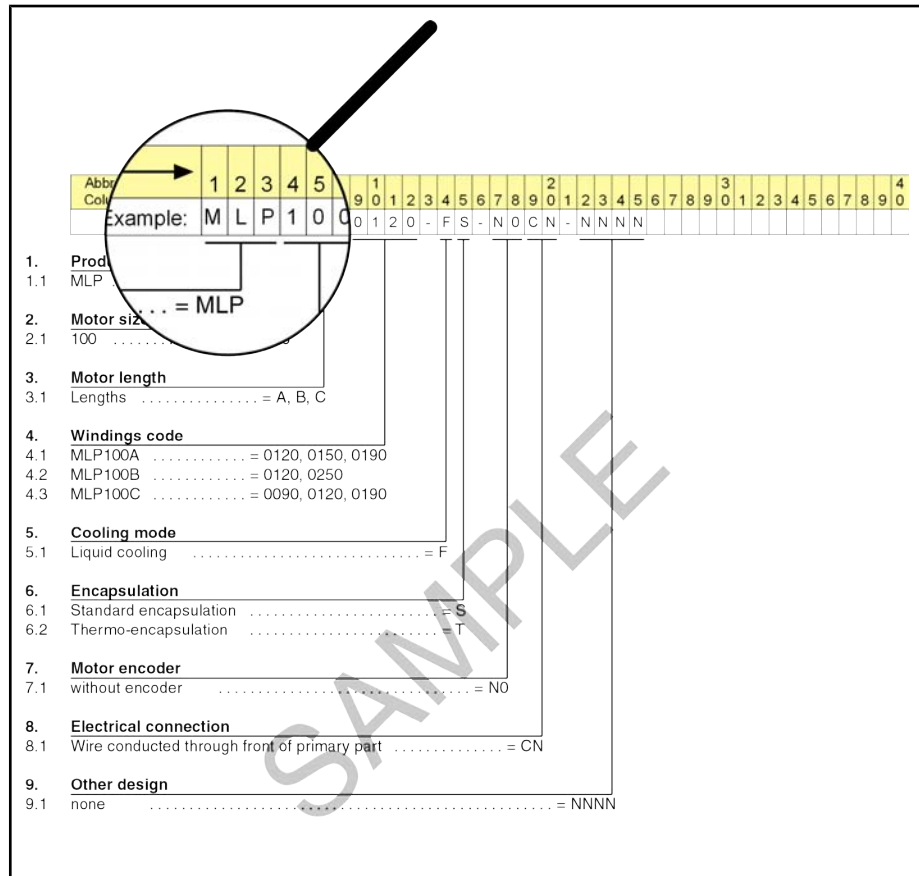 Abbr 1 2 3 4 5 9 1 0 1 2 3 4 5 6 7 8 9 2 0 1 2 3 4 5 6 7 8 9 3 0 1 2 3 4 5 6 7 8 9 4 0
Example: M L P 1 0 0 1 2 0 - F S - N 0 C N - N N N N
1.
1.1 MLP
. . . = MLP
2. Motor
2.1 100 . . . . . .
3. Motor length
3.1 Lengths . . . . . . . . . . . . . . . = A, B, C
4. Windings code
4.1 MLP100A . . . . . . . . . . . . = 0120, 0150, 0190
4.2 MLP100B . . . . . . . . . . . . = 0120, 0250
4.3 MLP100C . . . . . . . . . . . . = 0090, 0120, 0190
5. Cooling mode
5.1 Liquid cooling . . . . . . . . . . . . . . . . . . . . . . . . . . . . . = F
6. Encapsulation
6.1 Standard encapsulation . . . . . . . . . . . . . . . . . . . . . . . . = S
6.2 Thermo-encapsulation . . . . . . . . . . . . . . . . . . . . . . . . = T
7. Motor encoder
7.1 without encoder . . . . . . . . . . . . . . . . . . . . . . . . . . . . . . . . = N0
8. Electrical connection
8.1 Wire conducted through front of primary part . . . . . . . . . . . . . . = CN
9. Other design
9.1 none . . . . . . . . . . . . . . . . . . . . . . . . . . . . . . . . . . . . . . . . . . . . . . . . . . = NNNN
SAMPLE